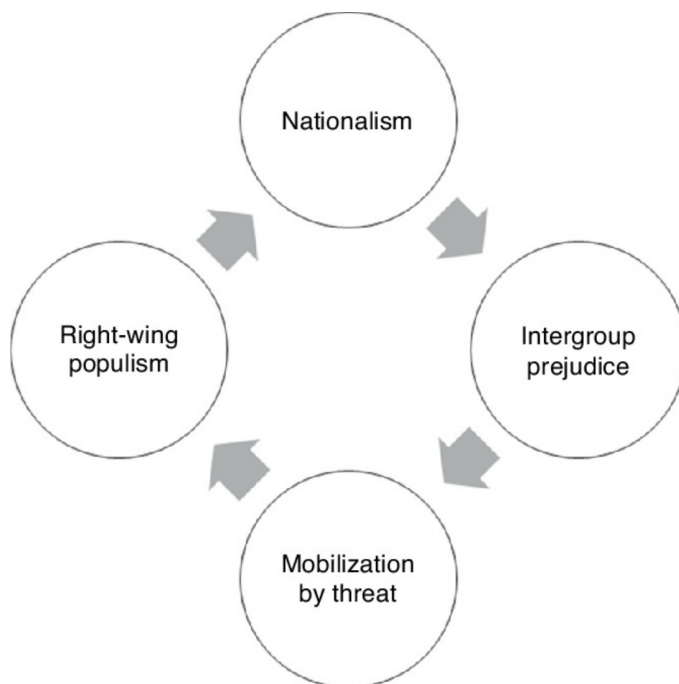 Nationalism
Right-wing
populism
Intergroup
prejudice
Mobilization
by threat